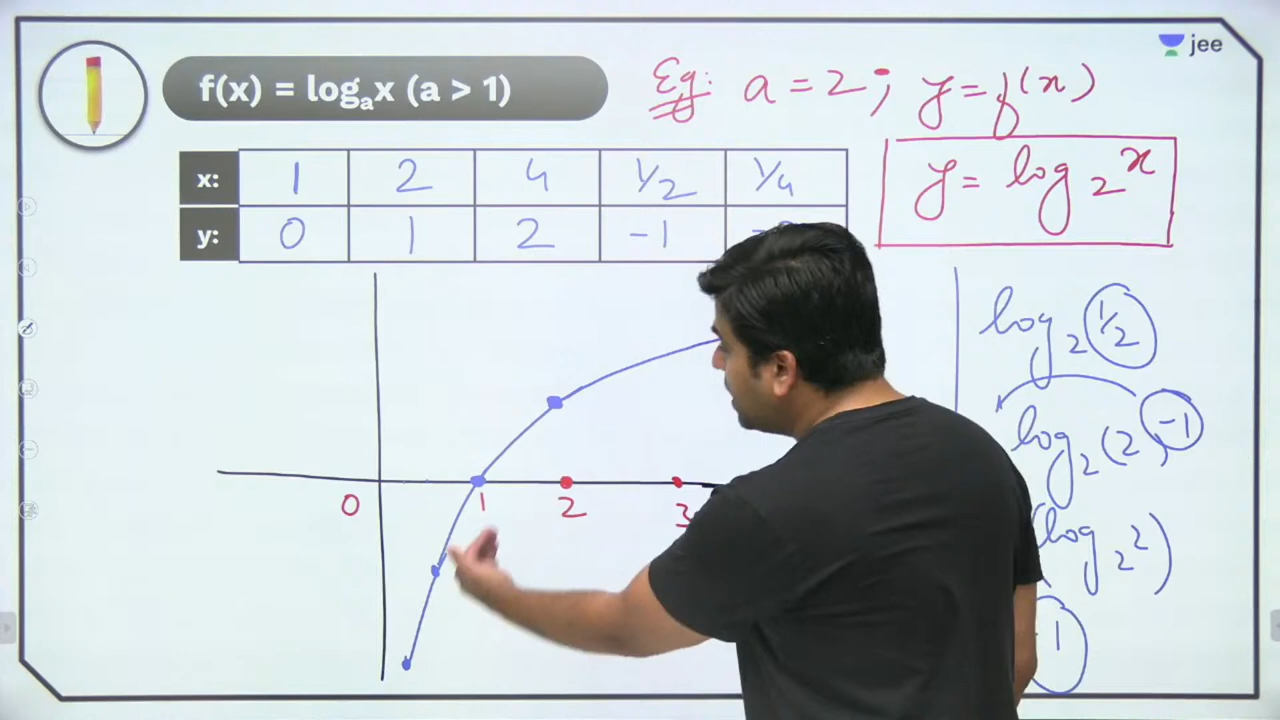 jee
f(x) = logₐx (a > 1)
Eg: a = 2 ; y = f(x)
y = log₂x
x: 1 2 4 1/2 1/4
y: 0 1 2 -1
log₂ 1/2
log₂(2)⁻¹
(log₂2)
1
0 1 2 3